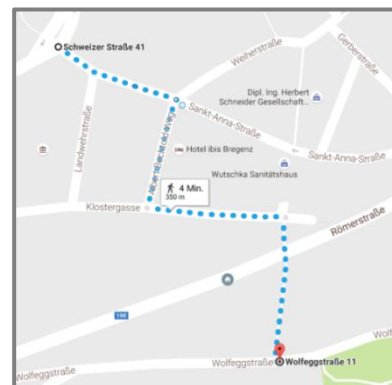 Schweizer Straße 41
Weiherstraße
Gerberstraße
Dipl. Ing. Herbert
Schneider Gesellschaft...
Landwehrstraße
Sankt-Anna-Straße
Hotel ibis Bregenz
Sankt-Anna-Straße
Wutschka Sanitätshaus
4 Min.
350 m
Klostergasse
Römerstraße
190
Wolfeggstraße
Wolfeggstraße 11